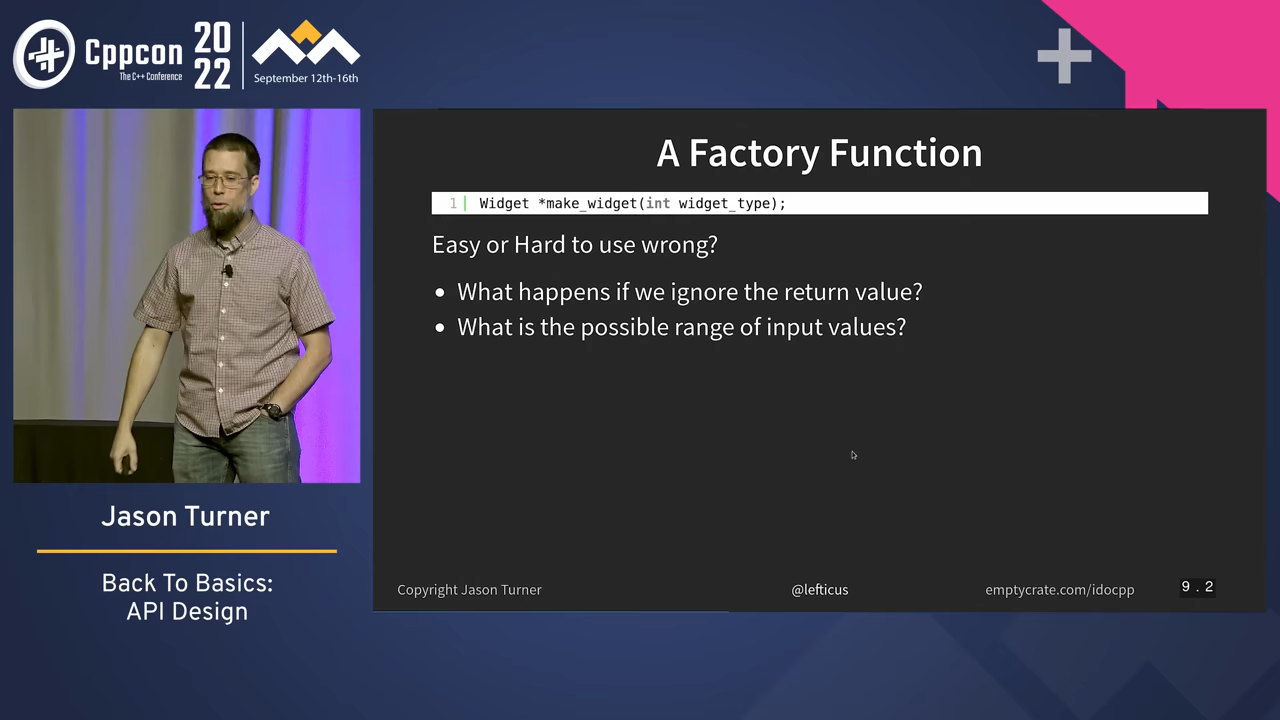 Cppcon
The C++ Conference
20
22
September 12th-16th
A Factory Function
1 Widget *make_widget(int widget_type);
Easy or Hard to use wrong?
• What happens if we ignore the return value?
• What is the possible range of input values?
Jason Turner
Back To Basics:
API Design
Copyright Jason Turner
@lefticus
emptycrate.com/idocpp
9.2